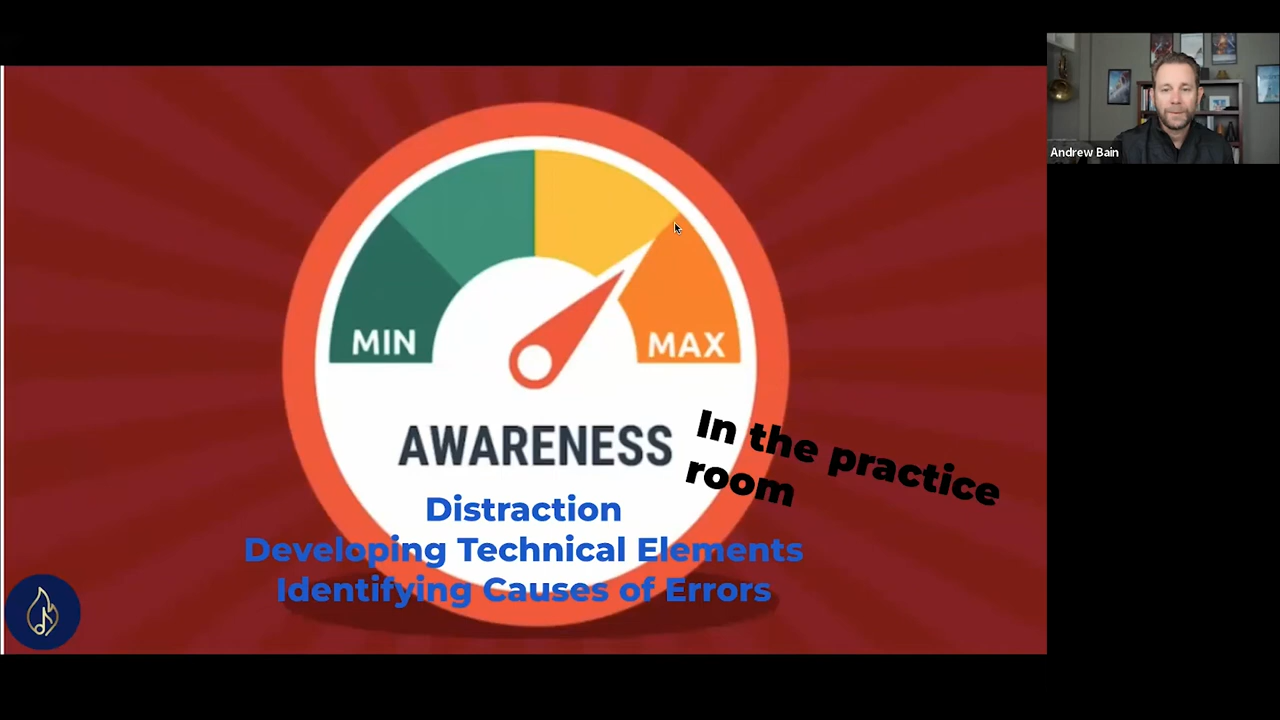 Andrew Bain
MIN
MAX
AWARENESS
In the practice
room
Distraction
Developing Technical Elements
Identifying Causes of Errors